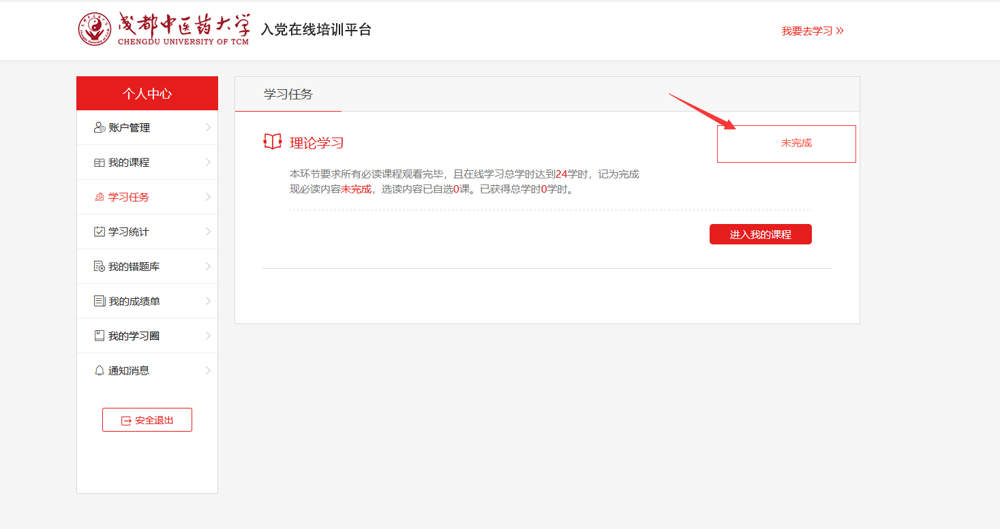 成都中医药大学
CHENGDU UNIVERSITY OF TCM
入党在线培训平台
我要去学习
个人中心
账户管理
我的课程
学习任务
学习统计
我的错题库
我的成绩单
我的学习圈
通知消息
安全退出
学习任务
理论学习
未完成
本环节要求所有必读课程观看完毕，且在线学习总学时达到24学时，记为完成
现必读内容未完成，选读内容已自选0课。已获得总学时0学时。
进入我的课程